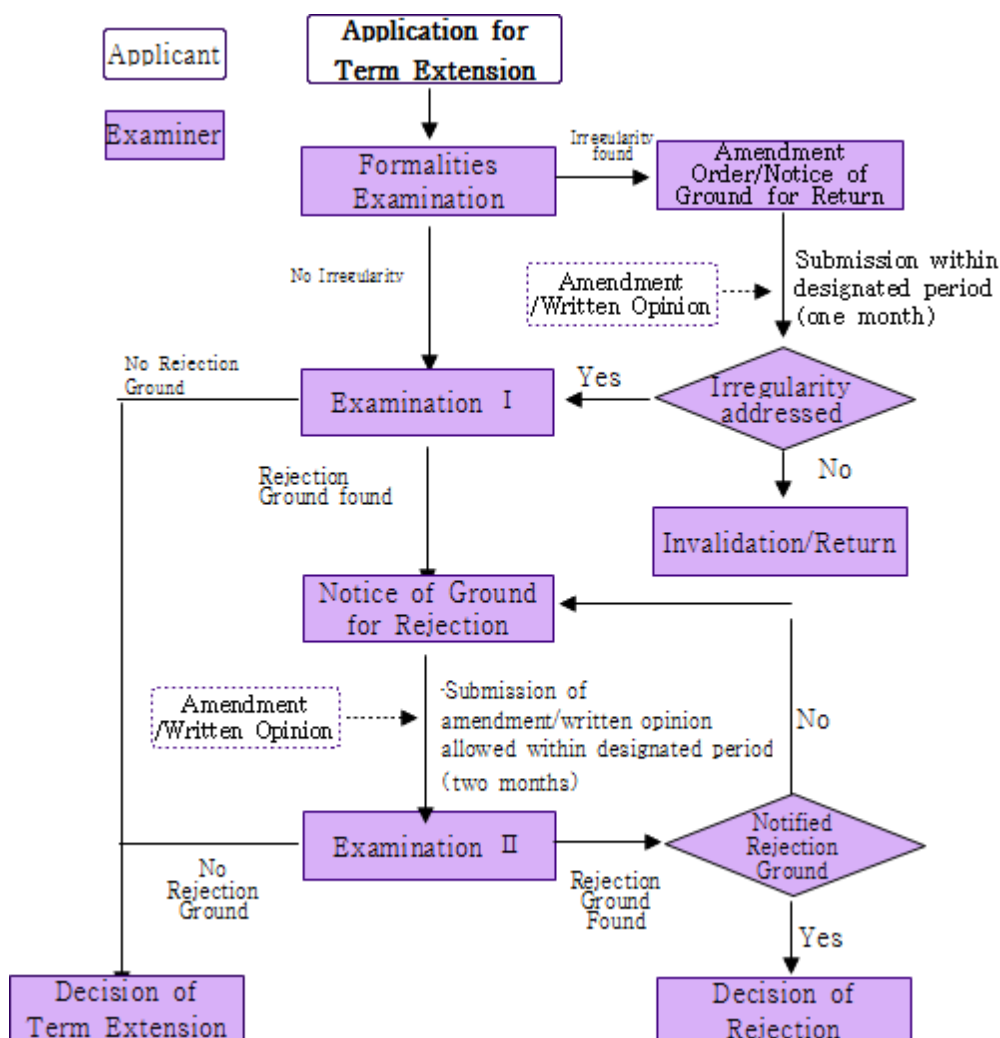 Application for
Term Extension
Applicant
Examiner
Formalities
Examination
Irregularity
found
Amendment
Order/Notice of
Ground for Return
No Irregularity
Amendment
/Written Opinion
Submission within
designated period
(one month)
No Rejection
Ground
Examination I
Yes
Irregularity
addressed
No
Rejection
Ground found
Invalidation/Return
Notice of Ground
for Rejection
Amendment
/Written Opinion
-Submission of
amendment/written opinion
allowed within designated period
(two months)
No
Examination II
Notified
Rejection
Ground
No
Rejection
Ground
Rejection
Ground
Found
Yes
Decision of
Term Extension
Decision of
Rejection